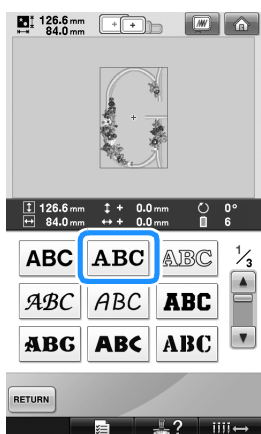 126.6 mm
84.0 mm
126.6 mm + 0.0 mm 0°
84.0 mm + 0.0 mm 6
ABC ABC ABC 1/3
ABC ABC ABC
ABC ABC ABC
RETURN
?